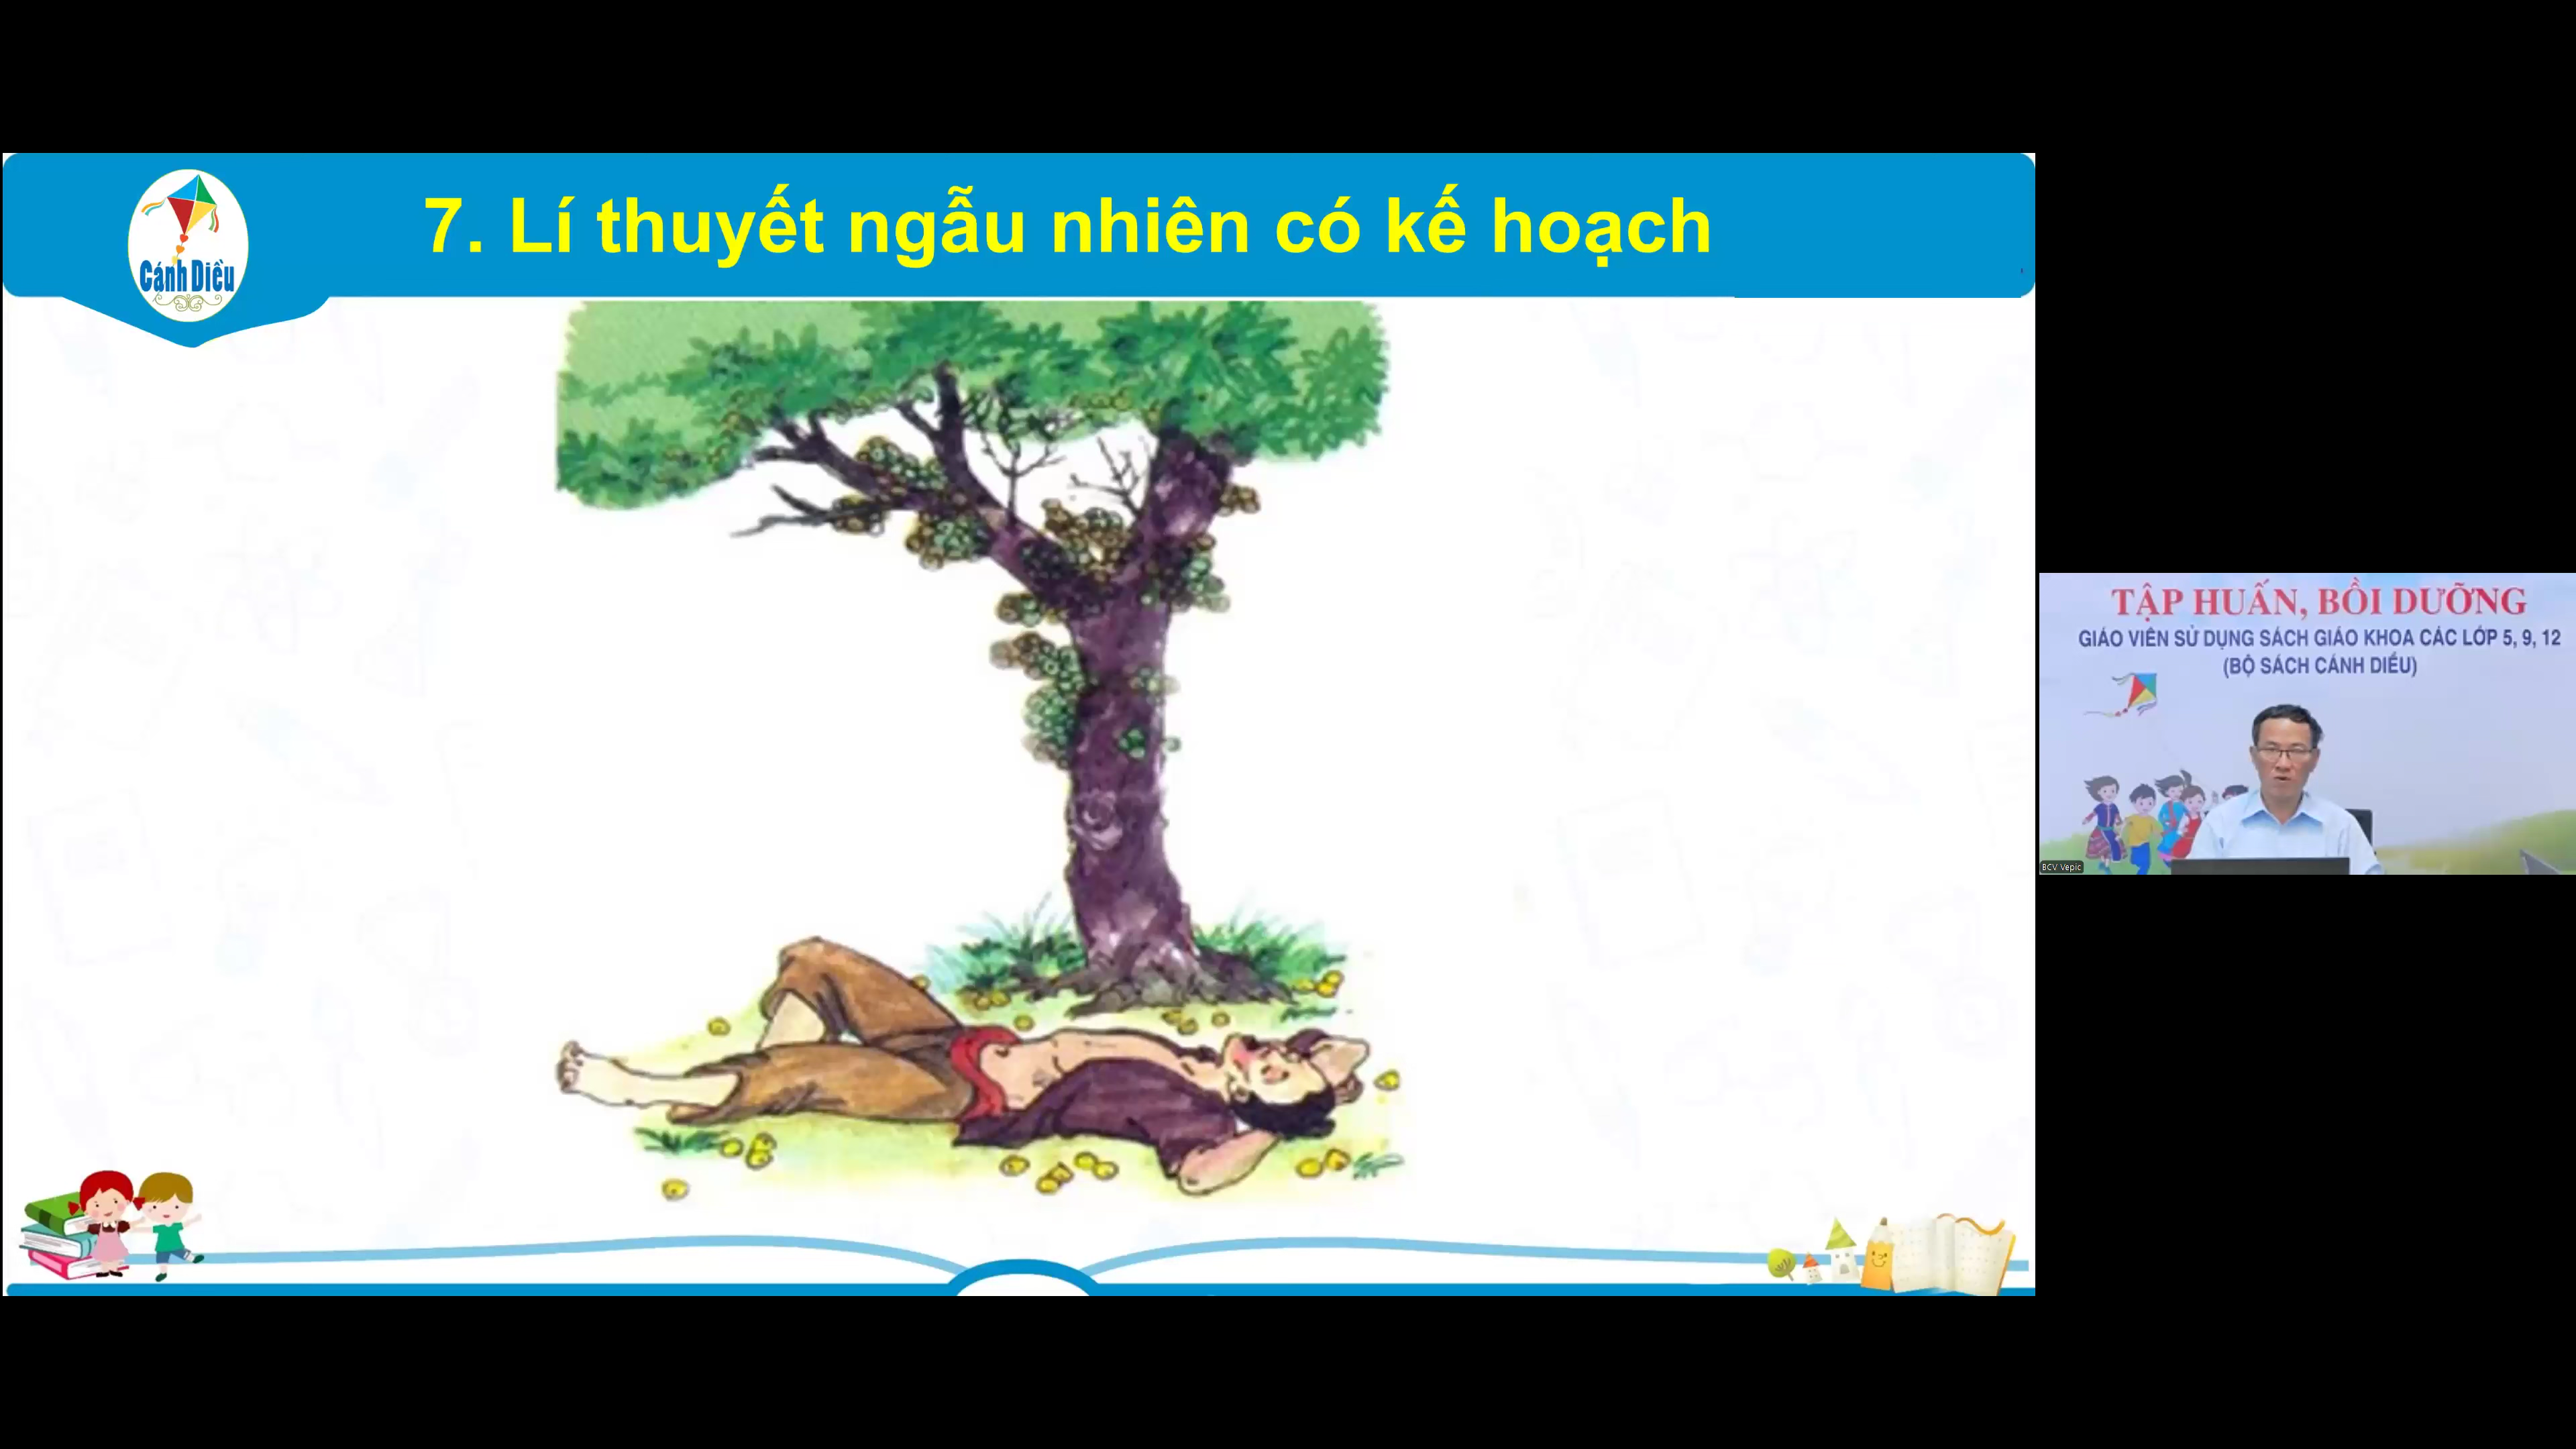 7. Lí thuyết ngẫu nhiên có kế hoạch
Cánh Diều
TẬP HUẤN, BỒI DƯỠNG
GIÁO VIÊN SỬ DỤNG SÁCH GIÁO KHOA CÁC LỚP 5, 9, 12
(BỘ SÁCH CÁNH DIỀU)
BCV Vepic